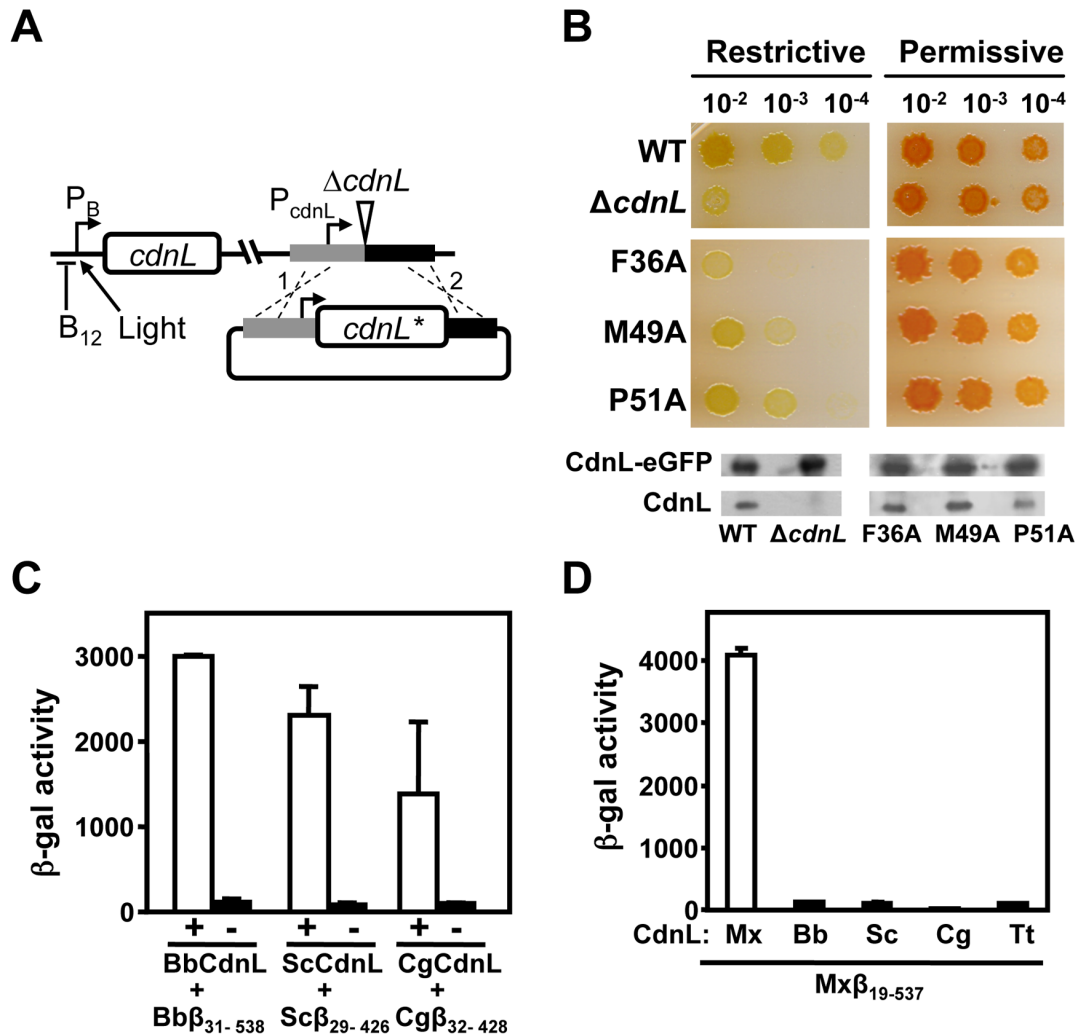 A
P_B
cdnL
P_cdnL
ΔcdnL
B₁₂
Light
1
2
cdnL*
B
Restrictive
Permissive
10⁻² 10⁻³ 10⁻⁴
10⁻² 10⁻³ 10⁻⁴
WT
ΔcdnL
F36A
M49A
P51A
CdnL-eGFP
CdnL
WT ΔcdnL F36A M49A P51A
C
β-gal activity
3000
2000
1000
0
+ - + - + -
BbCdnL ScCdnL CgCdnL
+ + +
Bbβ₃₁₋₅₃₈ Scβ₂₉₋₄₂₆ Cgβ₃₂₋₄₂₈
D
β-gal activity
4000
4000
2000
1000
0
CdnL: Mx Bb Sc Cg Tt
Mxβ₁₉₋₅₃₇